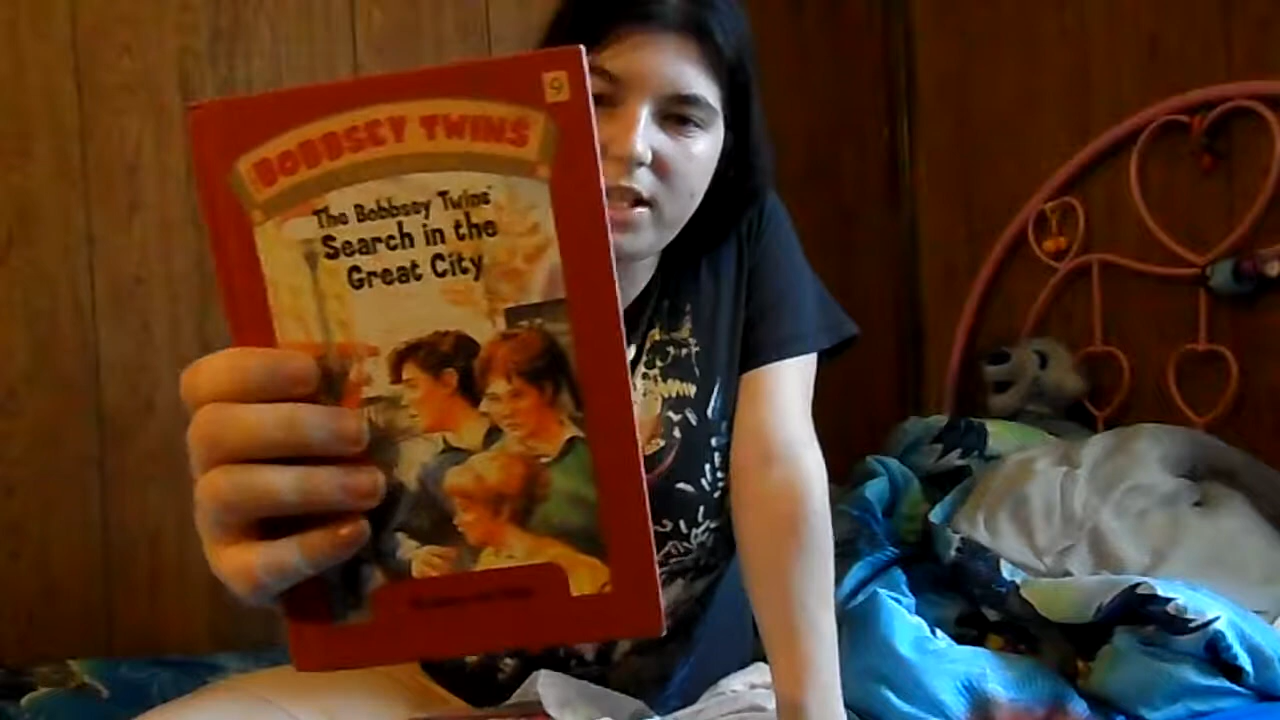 9
BOBBSEY TWINS
The Bobbsey Twins'
Search in the
Great City